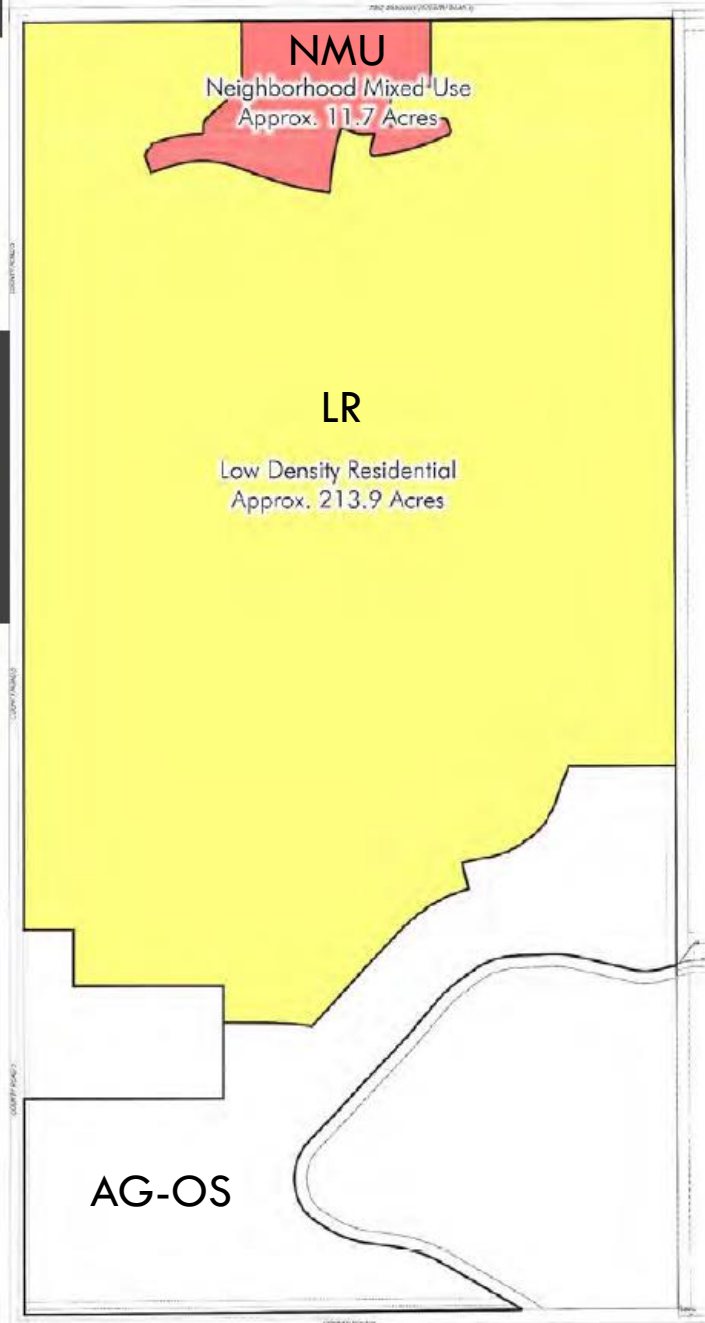 NMU
Neighborhood Mixed Use
Approx. 11.7 Acres
LR
Low Density Residential
Approx. 213.9 Acres
AG-OS